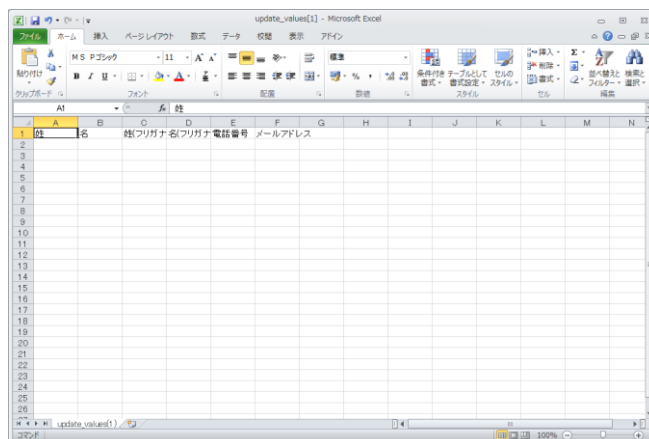 update_values[1] - Microsoft Excel
ファイル ホーム 挿入 ページレイアウト 数式 データ 校閲 表示 アドイン
MS Pゴシック 11 A A 標準 挿入 Σ
貼り付け B I U A % , 条件付き 書式 テーブルとして 書式設定 セルの スタイル 削除 書式 並べ替えと フィルター 検索と 選択
クリップボード フォント 配置 数値 スタイル セル 編集
A1 fx 姓
A B C D E F G H I J K L M N
1 姓 名 姓(フリガナ 名(フリガナ 電話番号 メールアドレス
2
3
4
5
6
7
8
9
10
11
12
13
14
15
16
17
18
19
20
21
22
23
24
25
26
update_values(1)
コマンド 100%